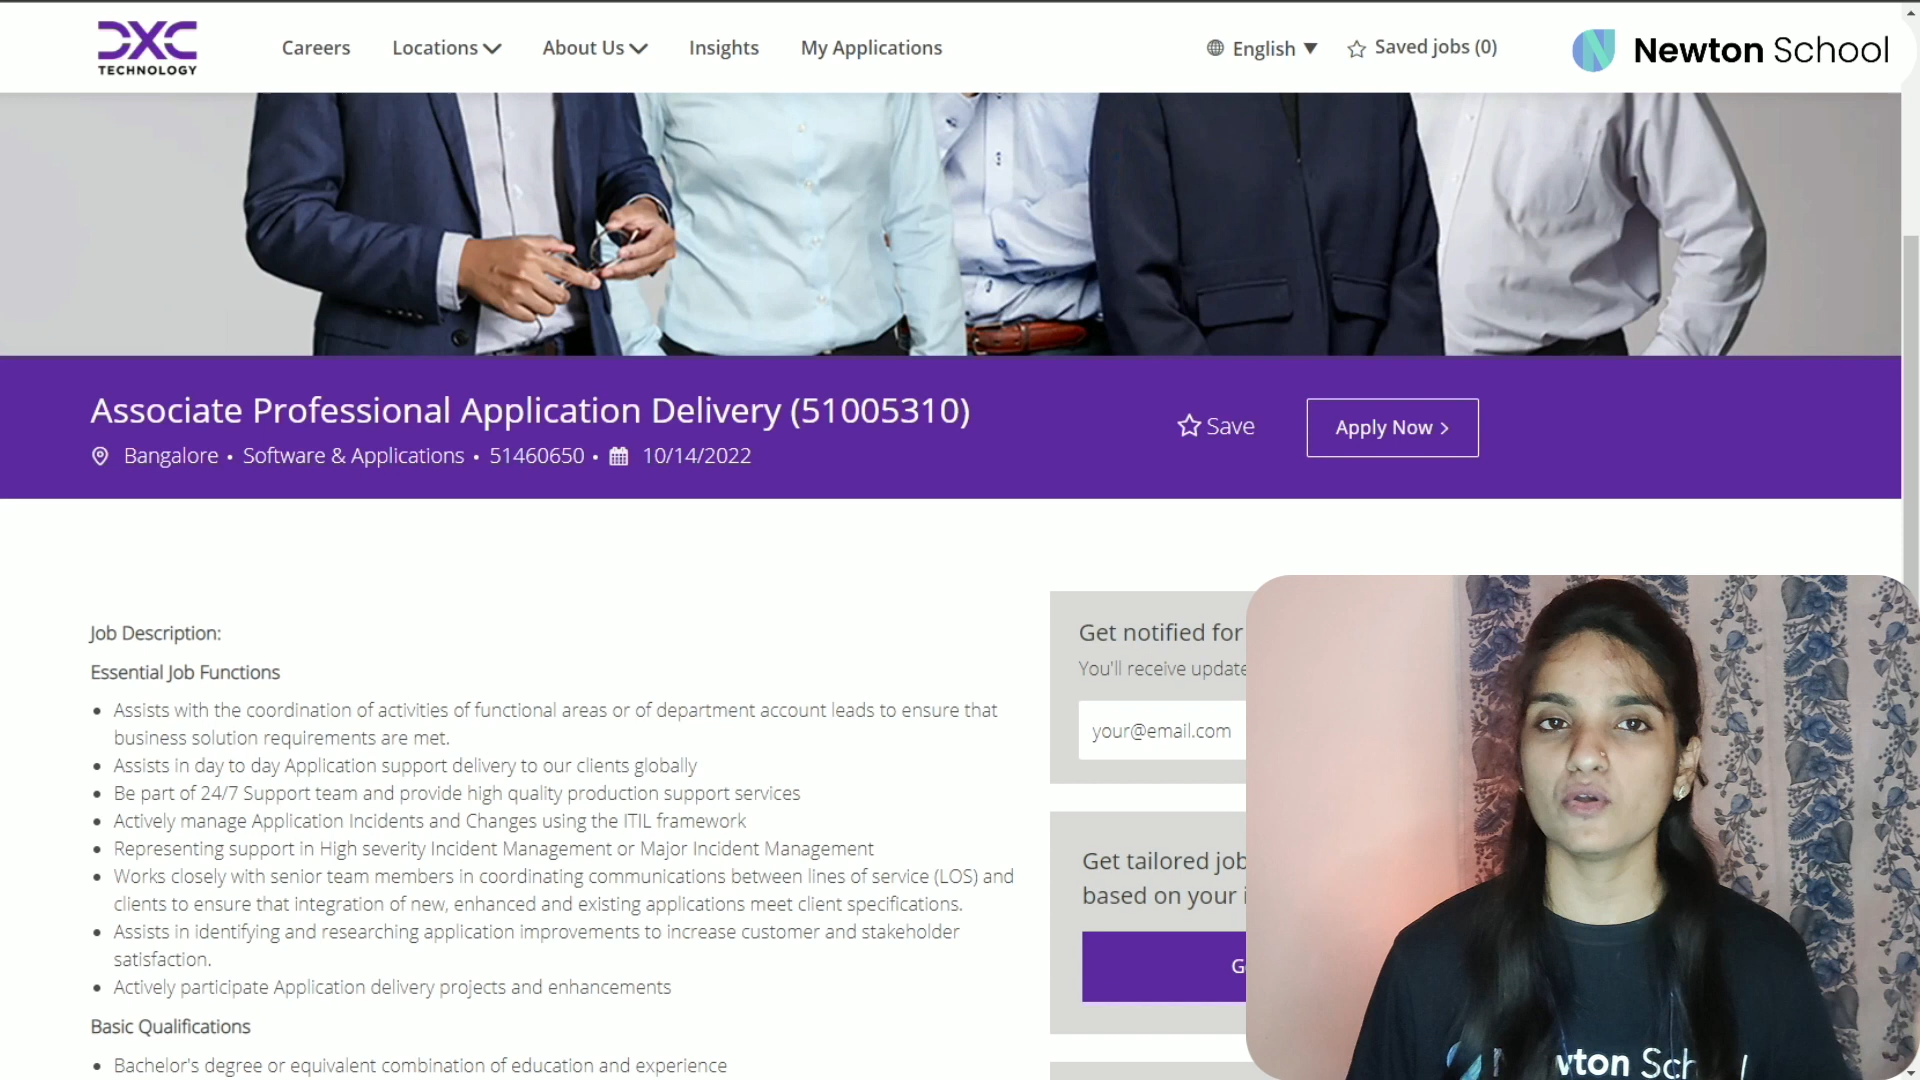 DXC
TECHNOLOGY
Careers
Locations
About Us
Insights
My Applications
English
Saved jobs (0)
Newton School
Associate Professional Application Delivery (51005310)
Bangalore • Software & Applications • 51460650 • 10/14/2022
Save
Apply Now >
Job Description:
Essential Job Functions
• Assists with the coordination of activities of functional areas or of department account leads to ensure that
business solution requirements are met.
• Assists in day to day Application support delivery to our clients globally
• Be part of 24/7 Support team and provide high quality production support services
• Actively manage Application Incidents and Changes using the ITIL framework
• Representing support in High severity Incident Management or Major Incident Management
• Works closely with senior team members in coordinating communications between lines of service (LOS) and
clients to ensure that integration of new, enhanced and existing applications meet client specifications.
• Assists in identifying and researching application improvements to increase customer and stakeholder
satisfaction.
• Actively participate Application delivery projects and enhancements
Basic Qualifications
• Bachelor's degree or equivalent combination of education and experience
Get notified for
You'll receive update
your@email.com
Get tailored job
based on your